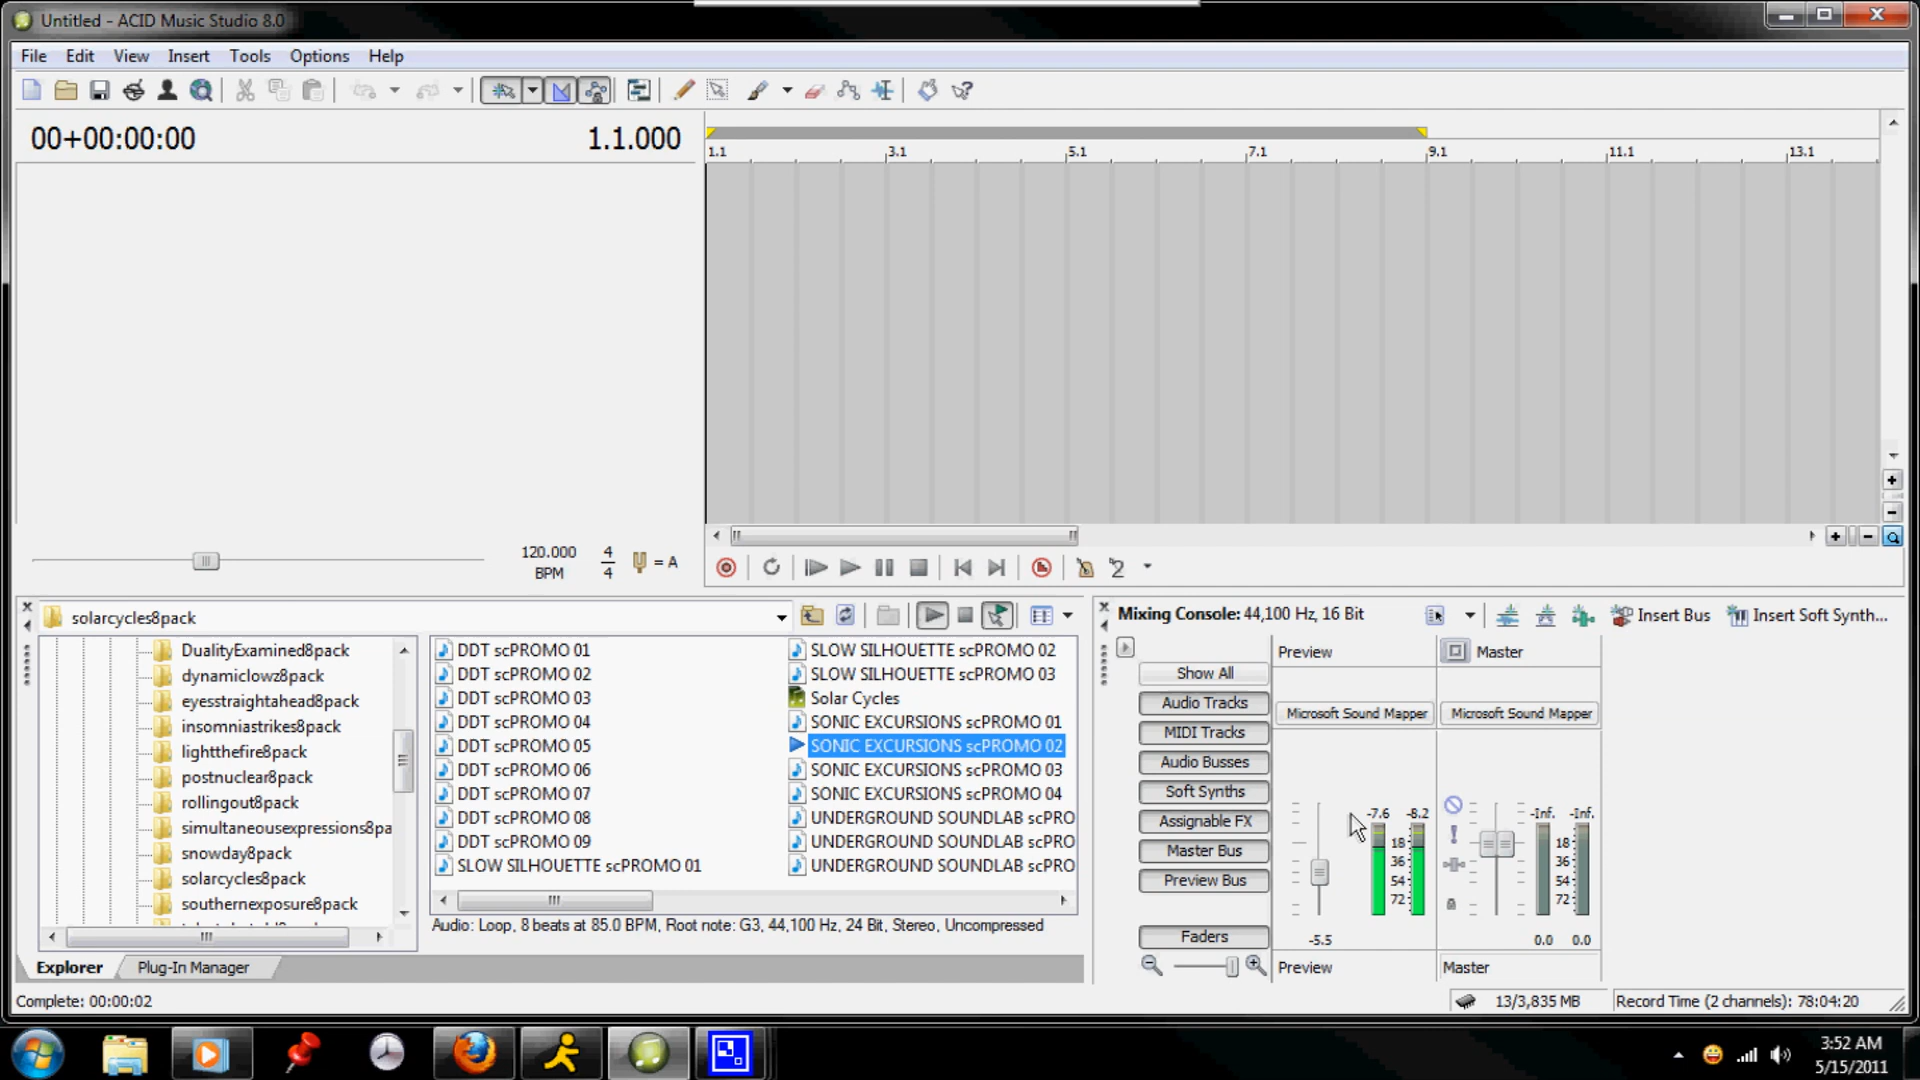 Untitled - ACID Music Studio 8.0
File Edit View Insert Tools Options Help
00+00:00:00 1.1.000
1.1 3.1 5.1 7.1 9.1 11.1 13.1
120.000 BPM 4/4 = A
2
solarcycles8pack
DualityExamined8pack
dynamiclowz8pack
eyesstraightahead8pack
insomniastrikes8pack
lightthefire8pack
postnuclear8pack
rollingout8pack
simultaneousexpressions8pa
snowday8pack
solarcycles8pack
southernexposure8pack
DDT scPROMO 01
DDT scPROMO 02
DDT scPROMO 03
DDT scPROMO 04
DDT scPROMO 05
DDT scPROMO 06
DDT scPROMO 07
DDT scPROMO 08
DDT scPROMO 09
SLOW SILHOUETTE scPROMO 01
SLOW SILHOUETTE scPROMO 02
SLOW SILHOUETTE scPROMO 03
Solar Cycles
SONIC EXCURSIONS scPROMO 01
SONIC EXCURSIONS scPROMO 02
SONIC EXCURSIONS scPROMO 03
SONIC EXCURSIONS scPROMO 04
UNDERGROUND SOUNDLAB scPRO
UNDERGROUND SOUNDLAB scPRO
UNDERGROUND SOUNDLAB scPRO
Audio: Loop, 8 beats at 85.0 BPM, Root note: G3, 44,100 Hz, 24 Bit, Stereo, Uncompressed
Explorer Plug-In Manager
Complete: 00:00:02
Mixing Console: 44,100 Hz, 16 Bit Insert Bus Insert Soft Synth...
Show All
Audio Tracks
MIDI Tracks
Audio Busses
Soft Synths
Assignable FX
Master Bus
Preview Bus
Faders
Preview
Microsoft Sound Mapper
-7.6 -8.2
18
36
54
72
-5.5
Preview
Master
Microsoft Sound Mapper
-Inf. -Inf.
18
36
54
72
0.0 0.0
Master
13/3,835 MB Record Time (2 channels): 78:04:20
3:52 AM
5/15/2011